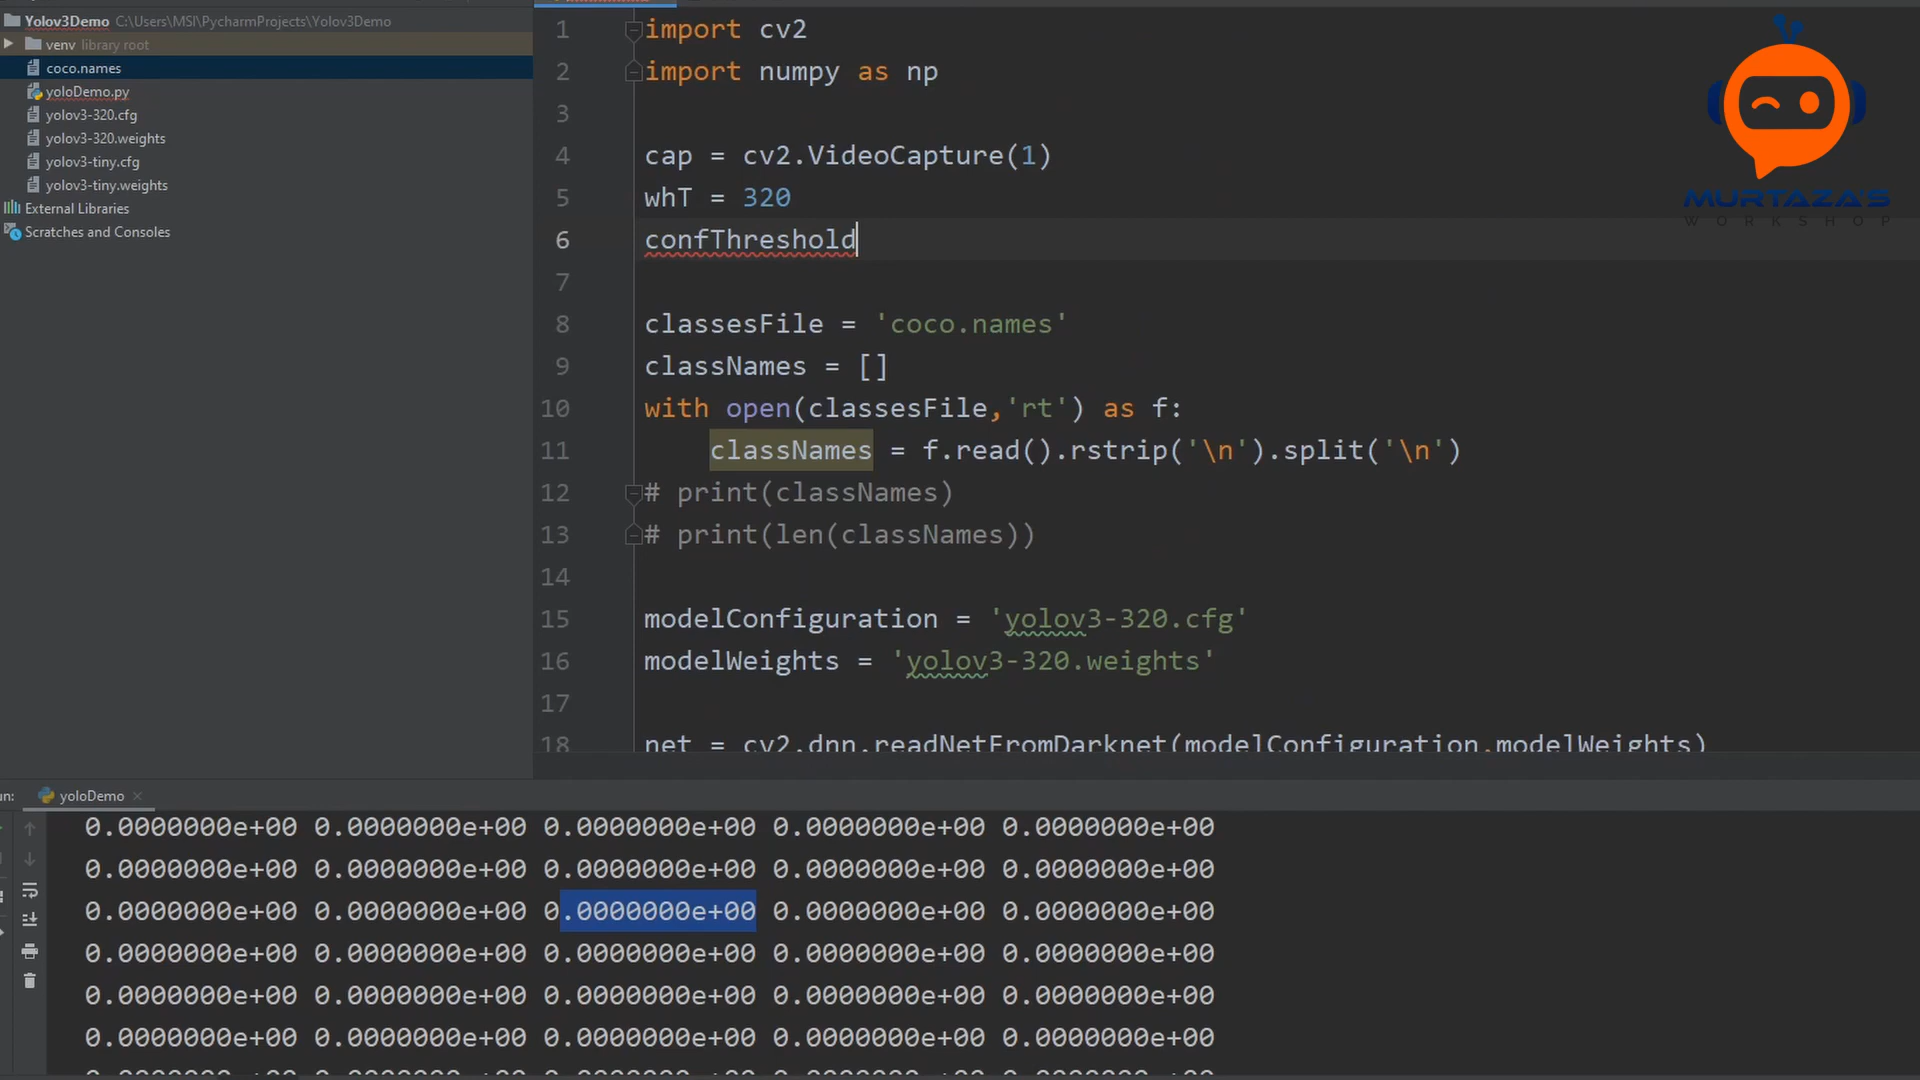 Yolov3Demo C:\Users\MSI\PycharmProjects\Yolov3Demo
venv library root
coco.names
yoloDemo.py
yolov3-320.cfg
yolov3-320.weights
yolov3-tiny.cfg
yolov3-tiny.weights
External Libraries
Scratches and Consoles
1 import cv2
2 import numpy as np
3
4 cap = cv2.VideoCapture(1)
5 whT = 320
6 confThreshold
7
8 classesFile = 'coco.names'
9 classNames = []
10 with open(classesFile,'rt') as f:
11 classNames = f.read().rstrip('\n').split('\n')
12 # print(classNames)
13 # print(len(classNames))
14
15 modelConfiguration = 'yolov3-320.cfg'
16 modelWeights = 'yolov3-320.weights'
17
18 net = cv2.dnn.readNetFromDarknet(modelConfiguration,modelWeights)
MURTAZA'S
WORKSHOP
un: yoloDemo
0.0000000e+00 0.0000000e+00 0.0000000e+00 0.0000000e+00 0.0000000e+00
0.0000000e+00 0.0000000e+00 0.0000000e+00 0.0000000e+00 0.0000000e+00
0.0000000e+00 0.0000000e+00 0.0000000e+00 0.0000000e+00 0.0000000e+00
0.0000000e+00 0.0000000e+00 0.0000000e+00 0.0000000e+00 0.0000000e+00
0.0000000e+00 0.0000000e+00 0.0000000e+00 0.0000000e+00 0.0000000e+00
0.0000000e+00 0.0000000e+00 0.0000000e+00 0.0000000e+00 0.0000000e+00